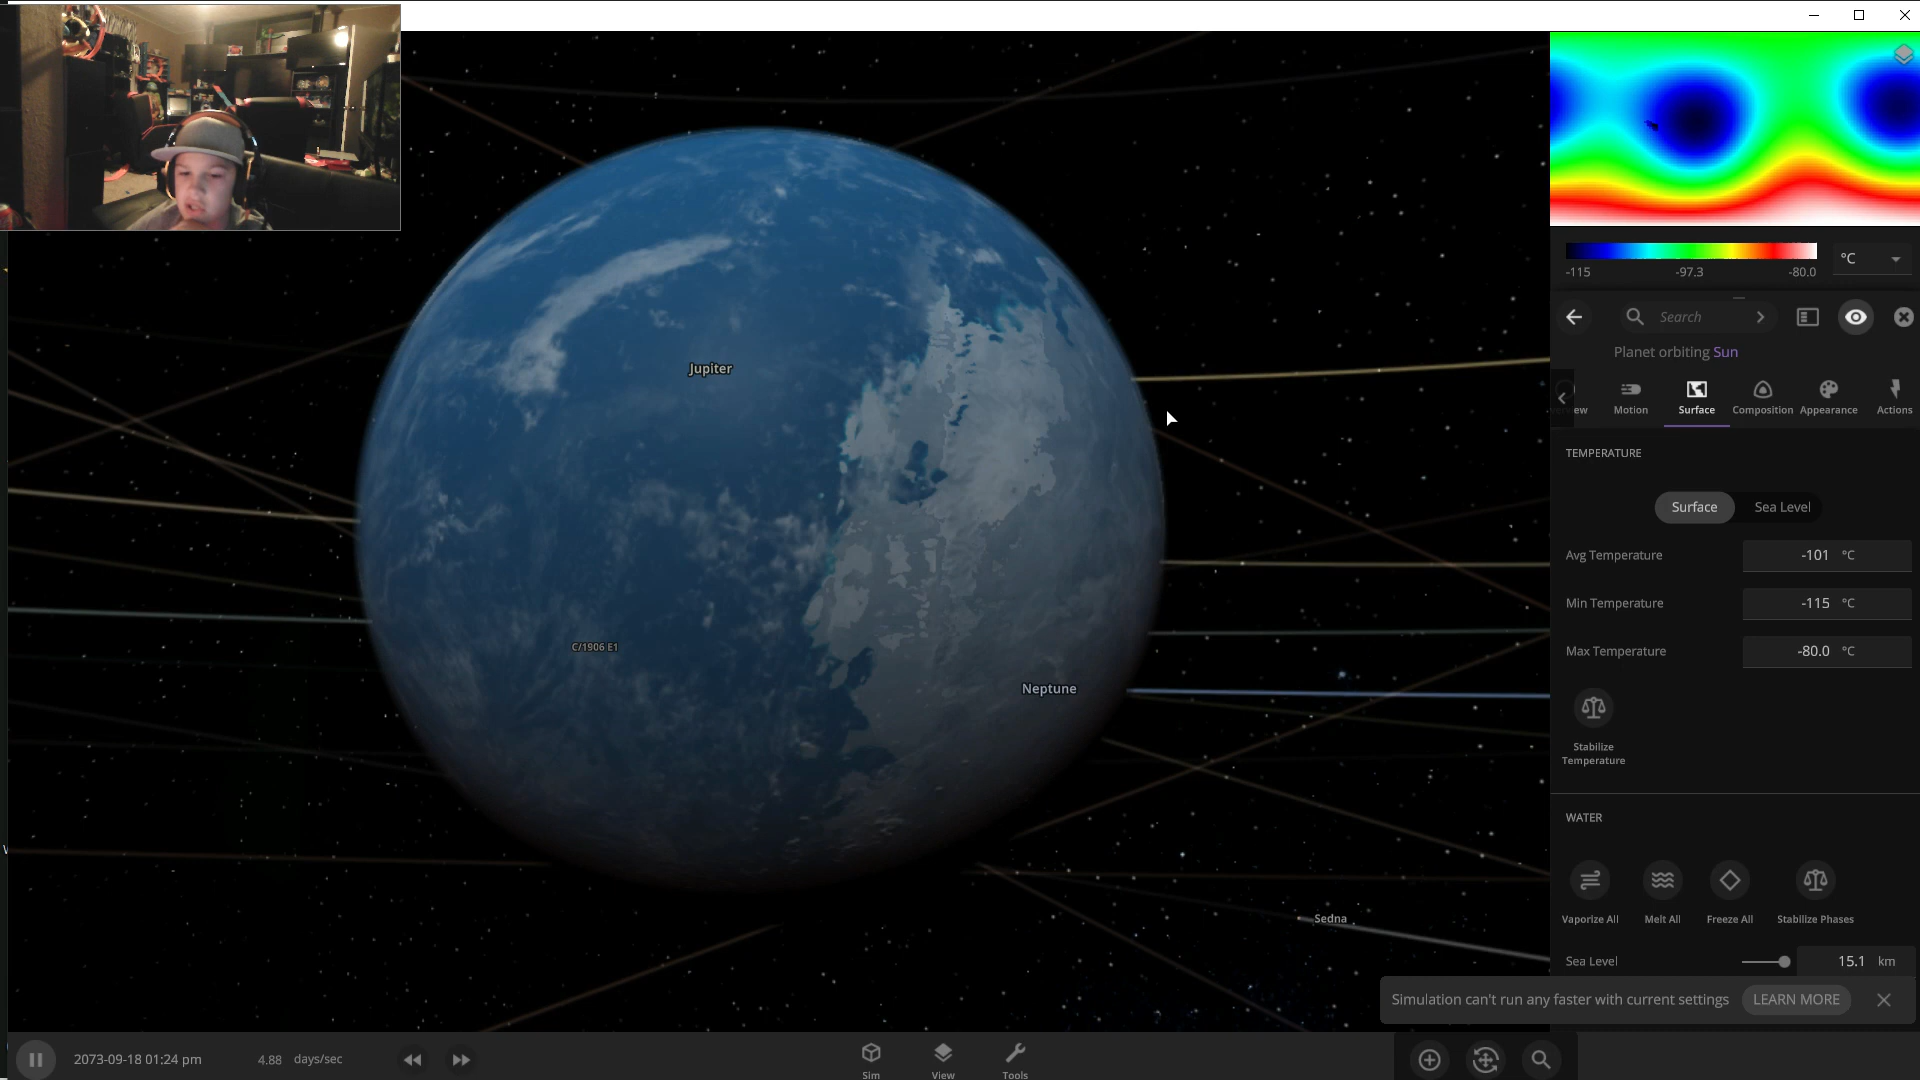 -115
-97.3
-80.0
°C
Search
Planet orbiting Sun
ew
Motion
Surface
Composition
Appearance
Actions
TEMPERATURE
Surface
Sea Level
Avg Temperature
-101 °C
Min Temperature
-115 °C
Max Temperature
-80.0 °C
Stabilize
Temperature
WATER
Vaporize All
Melt All
Freeze All
Stabilize Phases
Sea Level
15.1 km
Simulation can't run any faster with current settings
LEARN MORE
Jupiter
C/1906 E1
Neptune
Sedna
2073-09-18 01:24 pm
4.88 days/sec
Sim
View
Tools